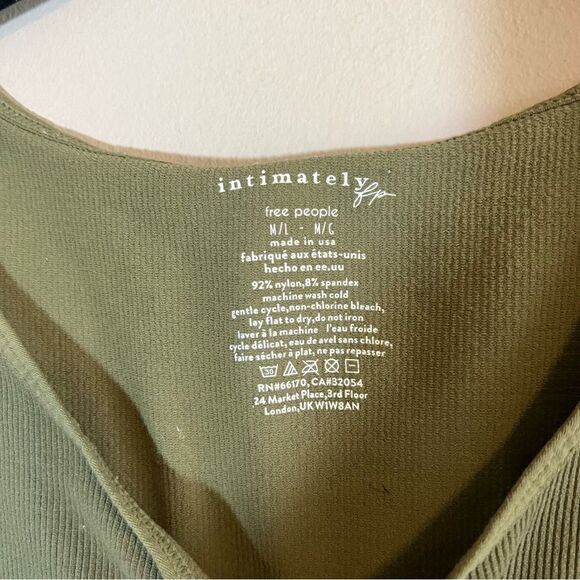 intimately fp
free people
M/L - M/G
made in usa
fabriqué aux états-unis
hecho en ee.uu
92% nylon,8% spandex
machine wash cold
gentle cycle,non-chlorine bleach,
lay flat to dry,do not iron
laver à la machine l'eau froide
cycle délicat, eau de avel sans chlore,
faire sécher à plat, ne pas repasser
30
RN#66170, CA#32054
24 Market Place,3rd Floor
London,UK W1W8AN